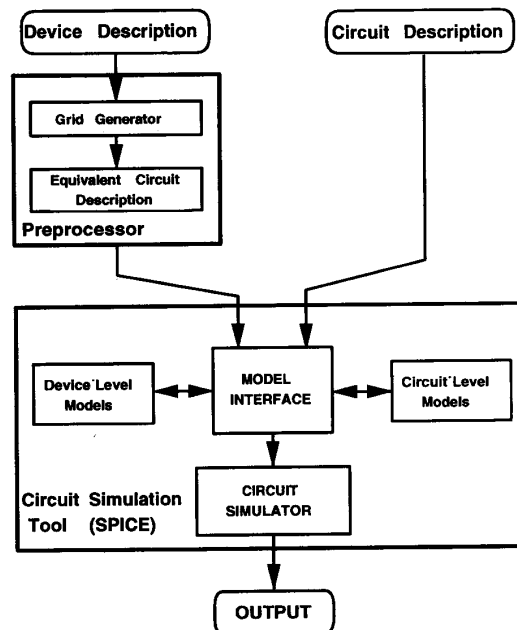 Device Description
Circuit Description
Grid Generator
Equivalent Circuit
Description
Preprocessor
Device Level
Models
MODEL
INTERFACE
Circuit Level
Models
CIRCUIT
SIMULATOR
Circuit Simulation
Tool (SPICE)
OUTPUT